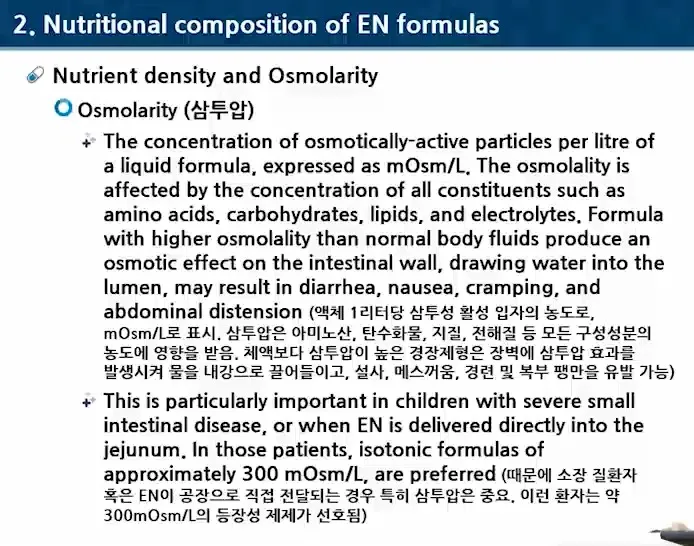 2. Nutritional composition of EN formulas
Nutrient density and Osmolarity
Osmolarity (삼투압)
The concentration of osmotically-active particles per litre of
a liquid formula, expressed as mOsm/L. The osmolality is
affected by the concentration of all constituents such as
amino acids, carbohydrates, lipids, and electrolytes. Formula
with higher osmolality than normal body fluids produce an
osmotic effect on the intestinal wall, drawing water into the
lumen, may result in diarrhea, nausea, cramping, and
abdominal distension (액체 1리터당 삼투성 활성 입자의 농도로,
mOsm/L로 표시. 삼투압은 아미노산, 탄수화물, 지질, 전해질 등 모든 구성성분의
농도에 영향을 받음. 체액보다 삼투압이 높은 경장제형은 장벽에 삼투압 효과를
발생시켜 물을 내강으로 끌어들이고, 설사, 메스꺼움, 경련 및 복부 팽만을 유발 가능)
This is particularly important in children with severe small
intestinal disease, or when EN is delivered directly into the
jejunum. In those patients, isotonic formulas of
approximately 300 mOsm/L, are preferred (때문에 소장 질환자
혹은 EN이 공장으로 직접 전달되는 경우 특히 삼투압은 중요. 이런 환자는 약
300mOsm/L의 등장성 제제가 선호됨)